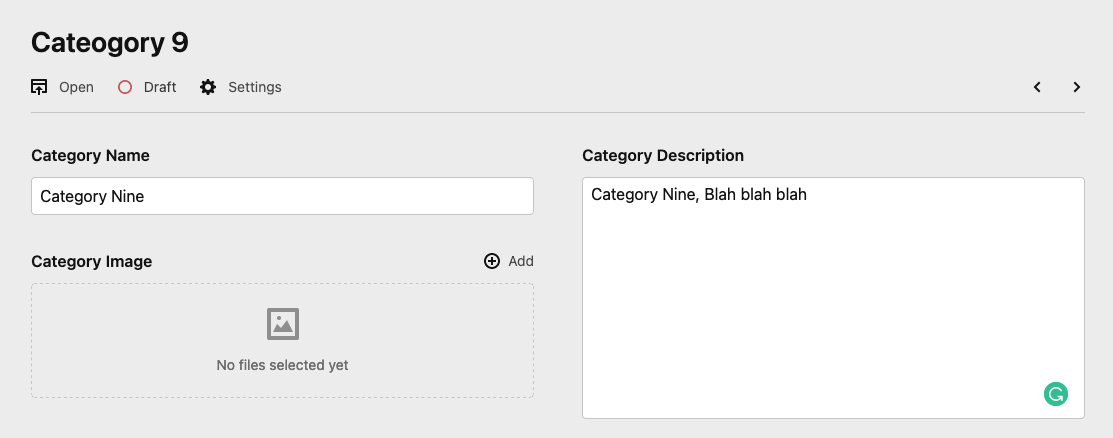 Cateogory 9
Open
Draft
Settings
Category Name
Category Nine
Category Image
Add
No files selected yet
Category Description
Category Nine, Blah blah blah